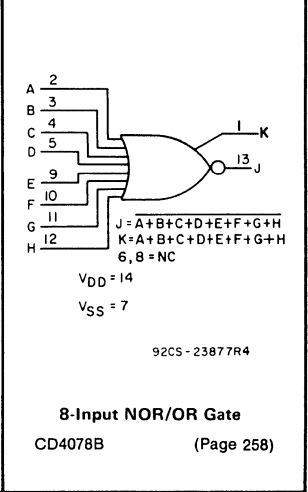 A 2
B 3
C 4
D 5
E 9
F 10
G 11
H 12
1 K
13 J
J = A+B+C+D+E+F+G+H
K=A+B+C+D+E+F+G+H
6,8 = NC
VDD = 14
VSS = 7
92CS-23877R4
8-Input NOR/OR Gate
CD4078B (Page 258)